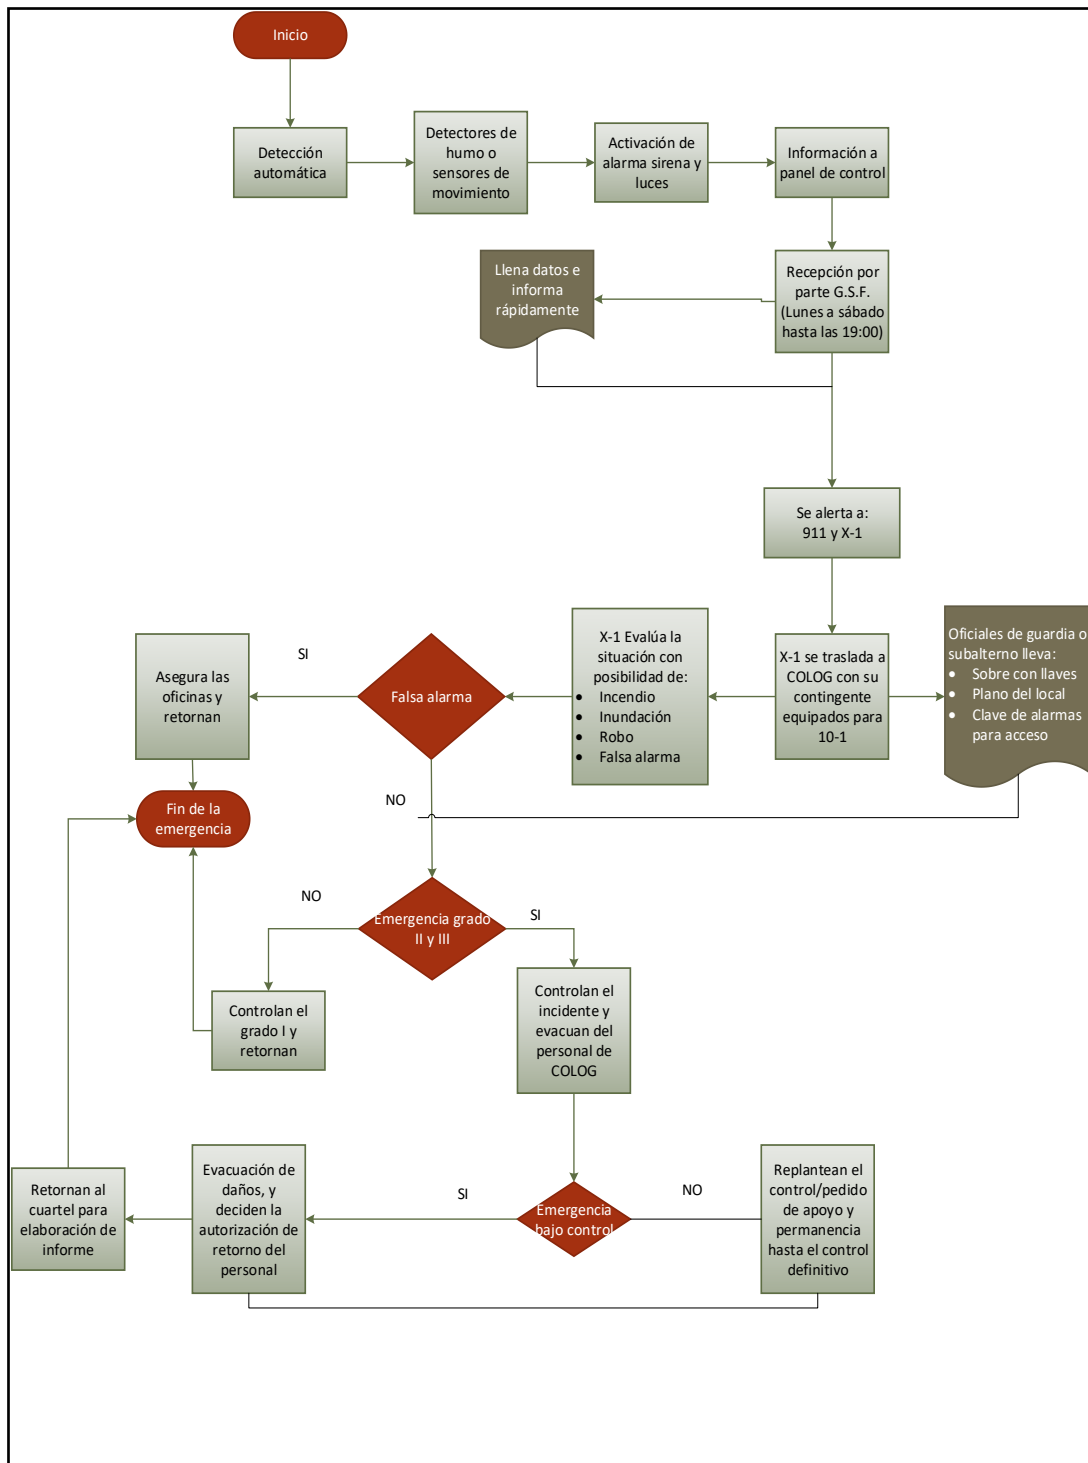 Inicio
Detección
automática
Detectores de
humo o
sensores de
movimiento
Activación de
alarma sirena y
luces
Información a
panel de control
Llena datos e
informa
rápidamente
Recepción por
parte G.S.F.
(Lunes a sábado
hasta las 19:00)
Se alerta a:
911 y X-1
Oficiales de guardia o
subalterno lleva:
• Sobre con llaves
• Plano del local
• Clave de alarmas
para acceso
X-1 se traslada a
COLOG con su
contingente
equipados para
10-1
X-1 Evalúa la
situación con
posibilidad de:
• Incendio
• Inundación
• Robo
• Falsa alarma
Falsa alarma
SI
Asegura las
oficinas y
retornan
Fin de la
emergencia
NO
Emergencia grado
II y III
NO
SI
Controlan el
grado I y
retornan
Controlan el
incidente y
evacuan del
personal de
COLOG
Emergencia
bajo control
SI
NO
Replantean el
control/pedido
de apoyo y
permanencia
hasta el control
definitivo
Evacuación de
daños, y
deciden la
autorización de
retorno del
personal
Retornan al
cuartel para
elaboración de
informe